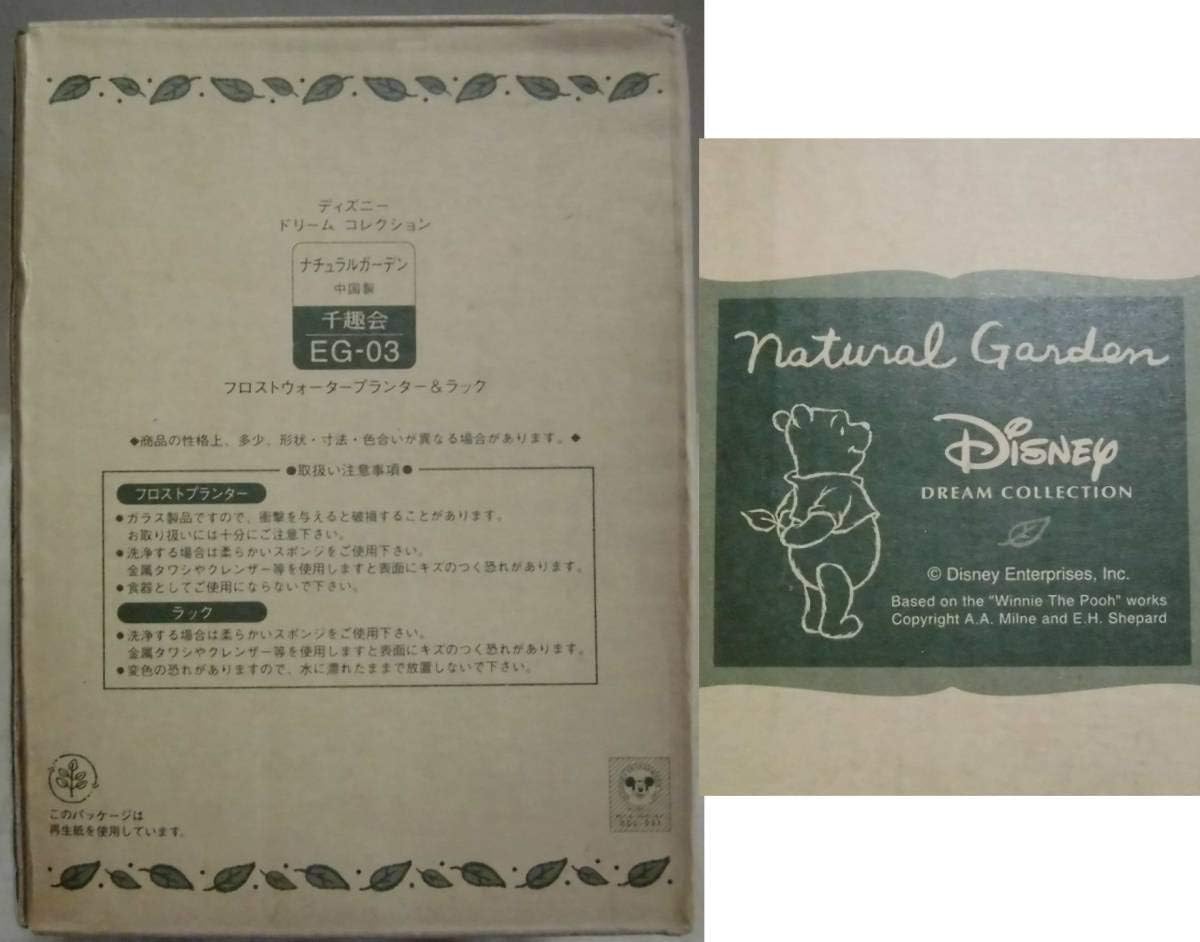 ディズニー
ドリーム コレクション
ナチュラルガーデン
中国製
千趣会
EG-03
フロストウォータープランター&ラック
◆商品の性格上、多少、形状・寸法・色合いが異なる場合があります。◆
●取扱い注意事項●
フロストプランター
●ガラス製品ですので、衝撃を与えると破損することがあります。
お取り扱いには十分にご注意下さい。
●洗浄する場合は柔らかいスポンジをご使用下さい。
金属タワシやクレンザー等を使用しますと表面にキズのつく恐れがあります。
●食器としてご使用にならないで下さい。
ラック
●洗浄する場合は柔らかいスポンジをご使用下さい。
金属タワシやクレンザー等を使用しますと表面にキズのつく恐れがあります。
●変色の恐れがありますので、水に濡れたままで放置しないで下さい。
このパッケージは
再生紙を使用しています。
Natural Garden
Disney
DREAM COLLECTION
© Disney Enterprises, Inc.
Based on the "Winnie The Pooh" works
Copyright A.A. Milne and E.H. Shepard